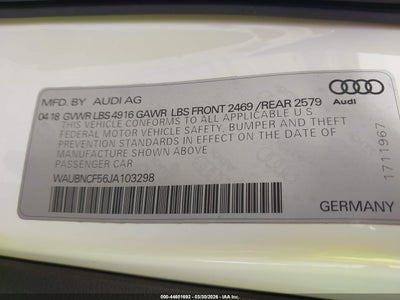 MFD. BY AUDI AG
04 18 GVWR LBS 4916 GAWR LBS FRONT 2469 /REAR 2579
THIS VEHICLE CONFORMS TO ALL APPLICABLE U S
FEDERAL MOTOR VEHICLE SAFETY, BUMPER AND THEFT
STANDARDS IN EFFECT ON THE DATE OF
MANUFACTURE SHOWN ABOVE
PASSENGER CAR
WAUBNCF56JA103298
Audi
1711967
GERMANY
000-44601692 - 03/30/2026 - IAA